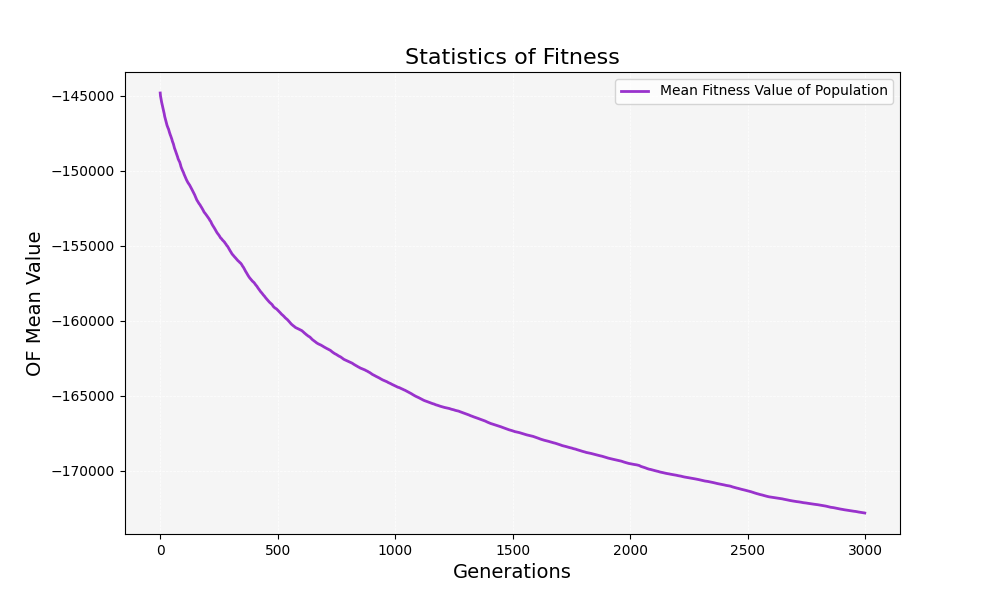 Statistics of Fitness
Mean Fitness Value of Population
−145000
−150000
−155000
−160000
−165000
−170000
OF Mean Value
0 500 1000 1500 2000 2500 3000
Generations